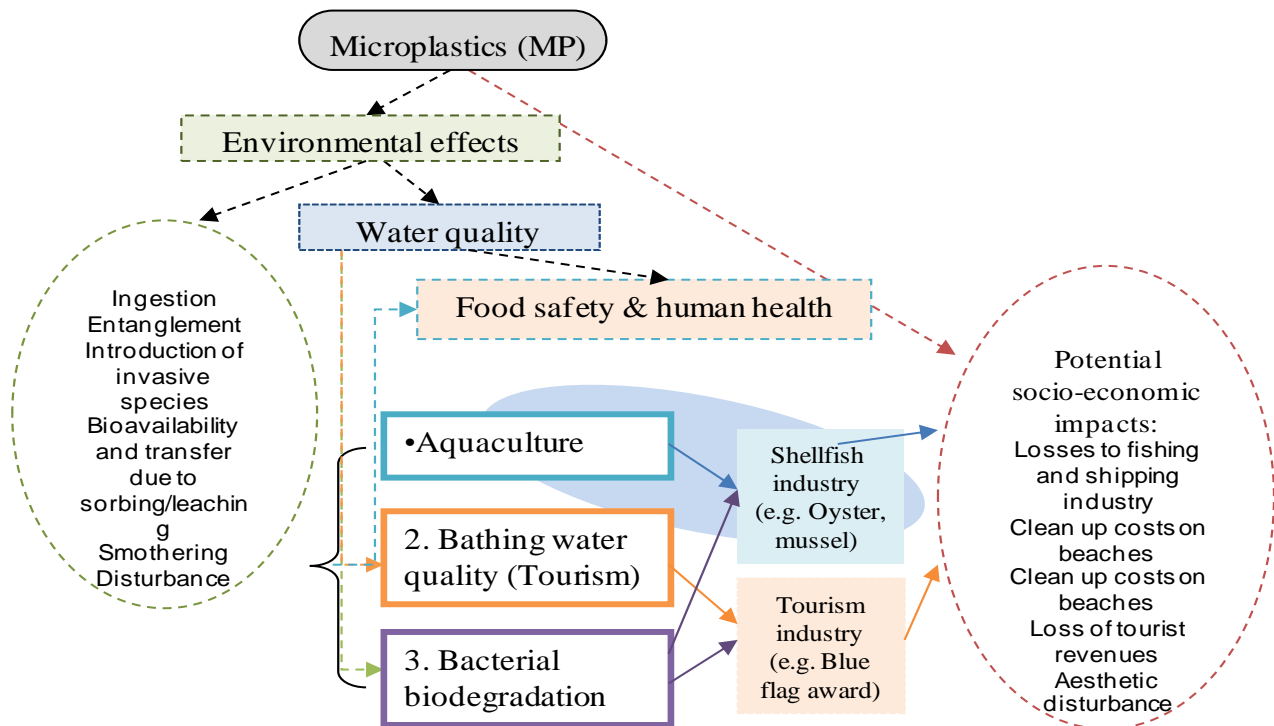 Microplastics (MP)
Environmental effects
Water quality
Food safety & human health
Ingestion
Entanglement
Introduction of
invasive
species
Bioavailability
and transfer
due to
sorbing/leachin
g
Smothering
Disturbance
•Aquaculture
2. Bathing water
quality (Tourism)
3. Bacterial
biodegradation
Shellfish
industry
(e.g. Oyster,
mussel)
Tourism
industry
(e.g. Blue
flag award)
Potential
socio-economic
impacts:
Losses to fishing
and shipping
industry
Clean up costs on
beaches
Clean up costs on
beaches
Loss of tourist
revenues
Aesthetic
disturbance